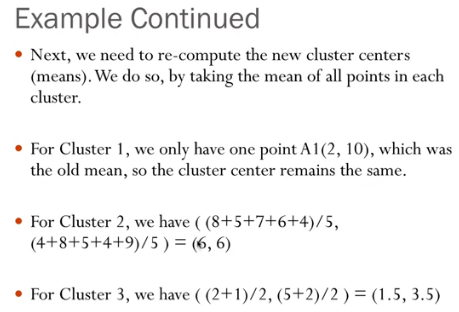 Example Continued
• Next, we need to re-compute the new cluster centers
(means). We do so, by taking the mean of all points in each
cluster.
• For Cluster 1, we only have one point A1(2, 10), which was
the old mean, so the cluster center remains the same.
• For Cluster 2, we have ( (8+5+7+6+4)/5,
(4+8+5+4+9)/5 ) = (6, 6)
• For Cluster 3, we have ( (2+1)/2, (5+2)/2 ) = (1.5, 3.5)